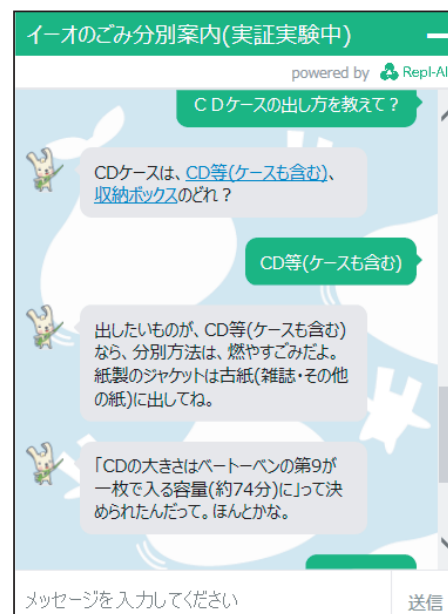 イーオのごみ分別案内(実証実験中)
powered by Repl-AI
CDケースの出し方を教えて?
CDケースは、CD等(ケースも含む)、
収納ボックスのどれ?
CD等(ケースも含む)
出したいものが、CD等(ケースも含む)
なら、分別方法は、燃やすごみだよ。
紙製のジャケットは古紙(雑誌・その他
の紙)に出してね。
「CDの大きさはベートーベンの第9が
一枚で入る容量(約74分)に」って決
められたんだって。ほんとかな。
メッセージを入力してください
送信